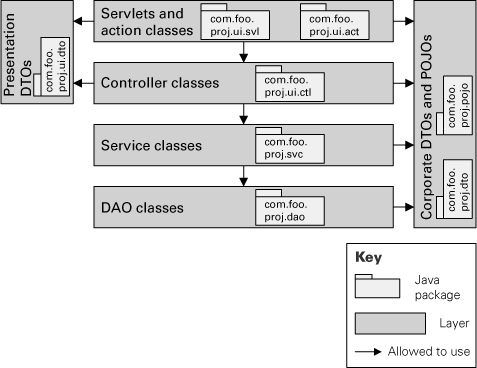 Presentation
DTOs
com.foo.
proj.ui.dto
Servlets and
action classes
com.foo.
proj.ui.svl
com.foo.
proj.ui.act
Controller classes
com.foo.
proj.ui.ctl
Service classes
com.foo.
proj.svc
DAO classes
com.foo.
proj.dao
Corporate DTOs and POJOs
com.foo.
proj.pojo
com.foo.
proj.dto
Key
Java
package
Layer
Allowed to use